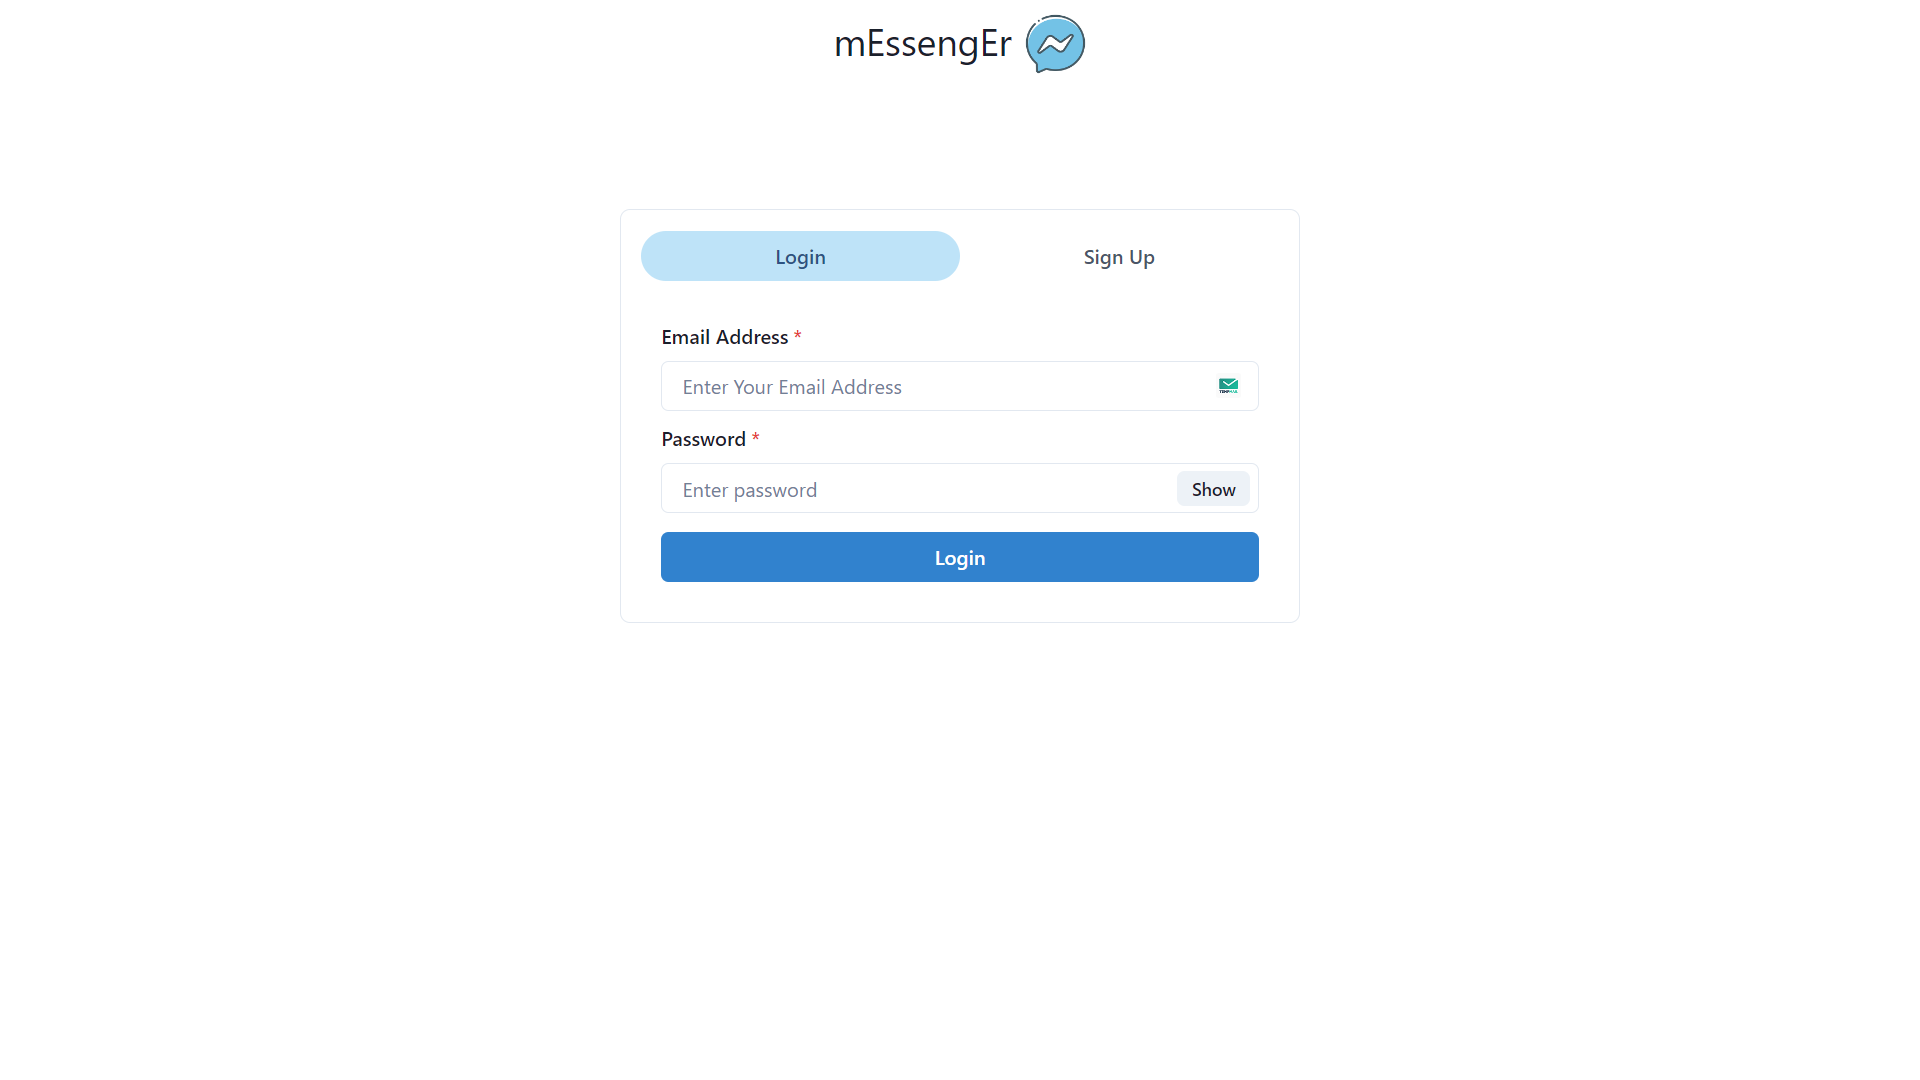 mEssengEr
Login
Sign Up
Email Address *
Enter Your Email Address
Password *
Enter password
Show
Login